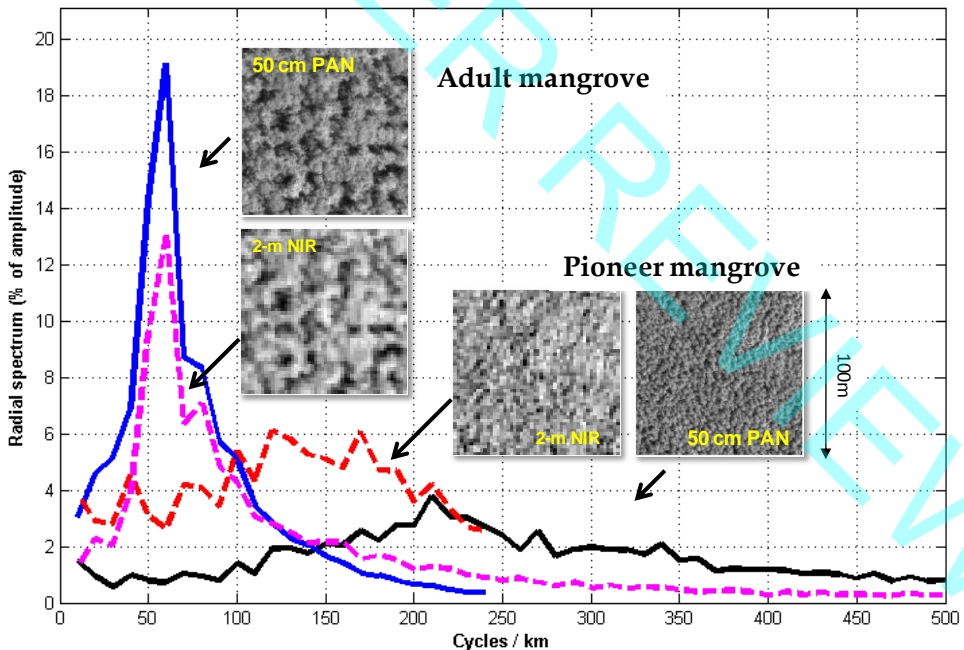 20
18
16
14
12
10
8
6
4
2
0
Radial spectrum (% of amplitude)
50 cm PAN
Adult mangrove
2-m NIR
Pioneer mangrove
2-m NIR
50 cm PAN
100m
0 50 100 150 200 250 300 350 400 450 500
Cycles / km
R REVIEW